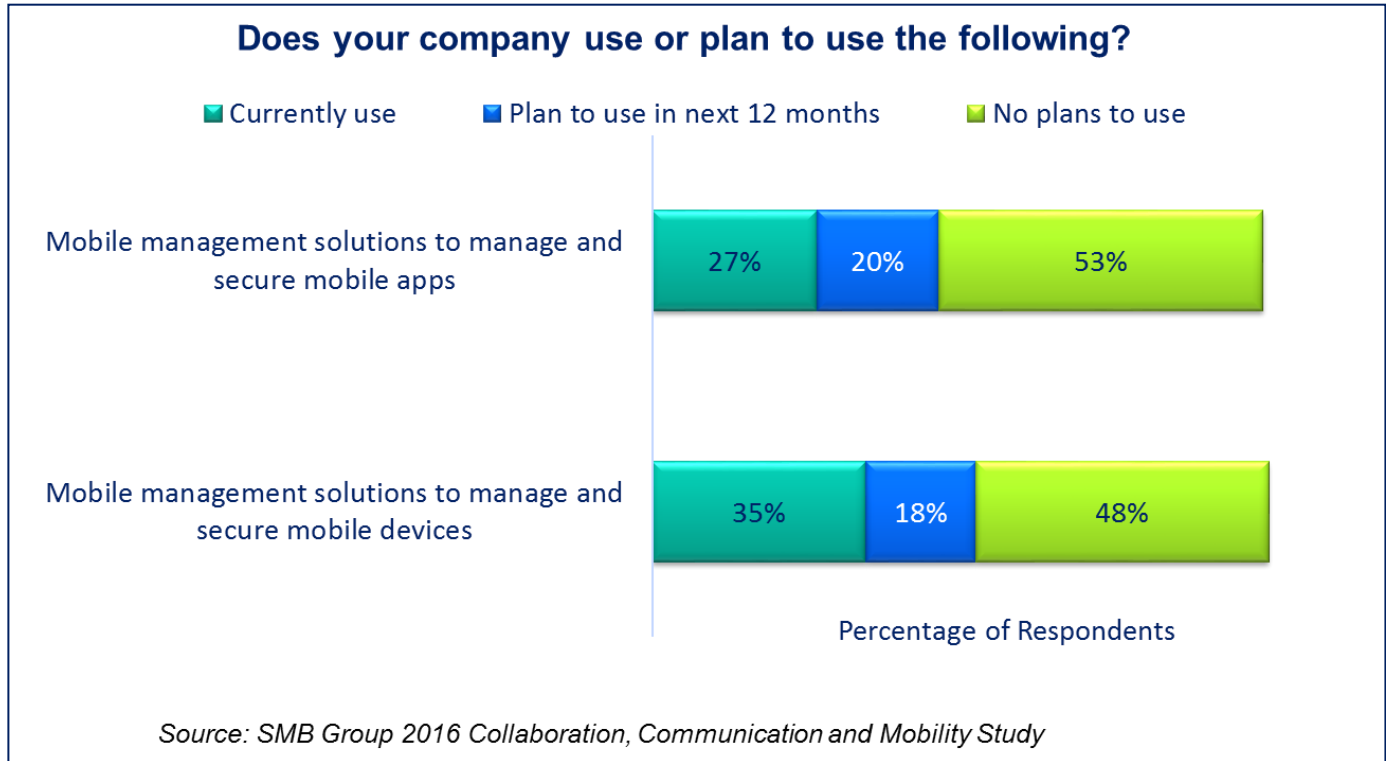 Does your company use or plan to use the following?
Currently use Plan to use in next 12 months No plans to use
Mobile management solutions to manage and
secure mobile apps
27% 20% 53%
Mobile management solutions to manage and
secure mobile devices
35% 18% 48%
Percentage of Respondents
Source: SMB Group 2016 Collaboration, Communication and Mobility Study